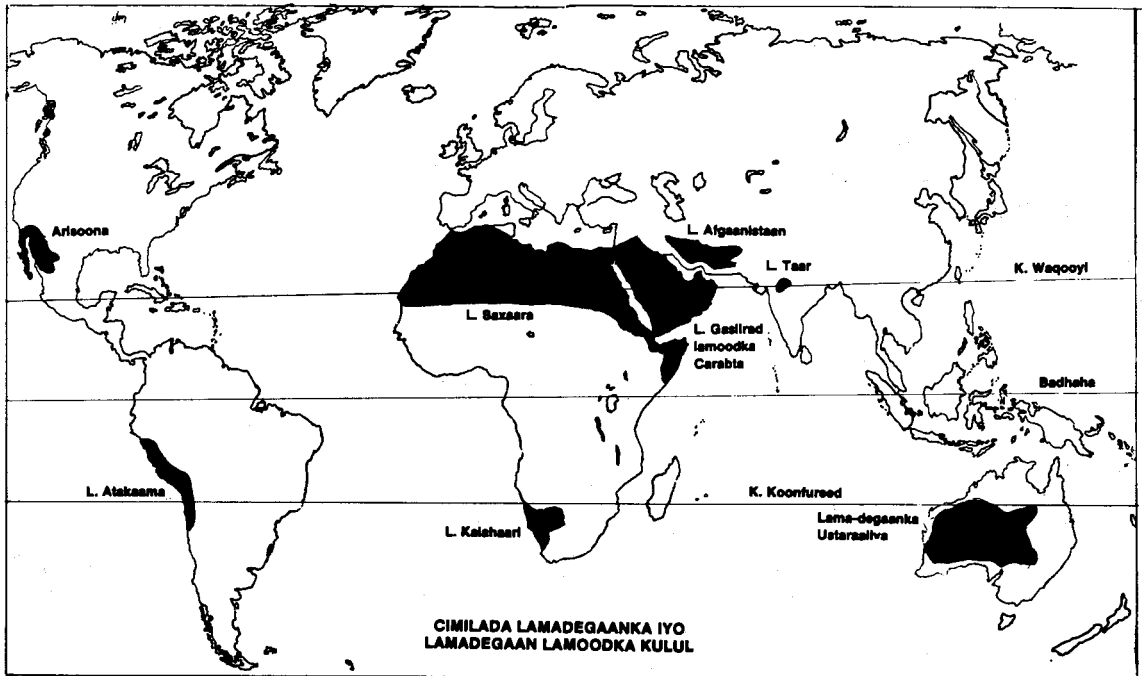 Arisoona
L. Afgaanistaan
L. Taar
K. Waqooyi
L. Saxaara
L. Gasiirad
lamoodka
Carabta
Badhaha
L. Atakaama
K. Koonfureed
L. Kalahaari
Lama-degaanka
Ustaraaliya
CIMILADA LAMADEGAANKA IYO
LAMADEGAAN LAMOODKA KULUL